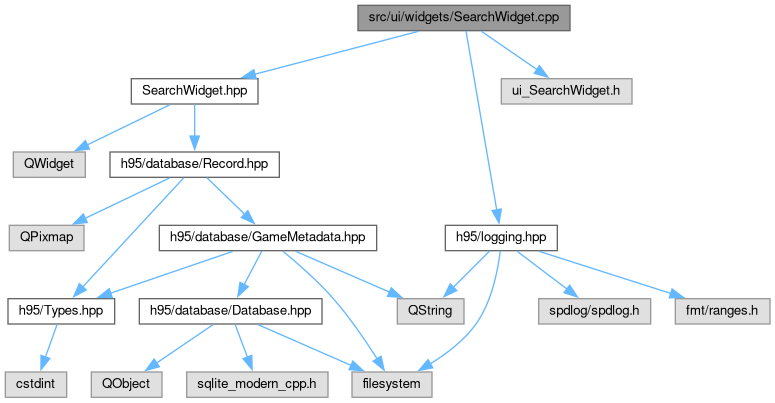 src/ui/widgets/SearchWidget.cpp
SearchWidget.hpp
ui_SearchWidget.h
QWidget
h95/database/Record.hpp
QPixmap
h95/database/GameMetadata.hpp
h95/logging.hpp
h95/Types.hpp
h95/database/Database.hpp
QString
spdlog/spdlog.h
fmt/ranges.h
cstdint
QObject
sqlite_modern_cpp.h
filesystem